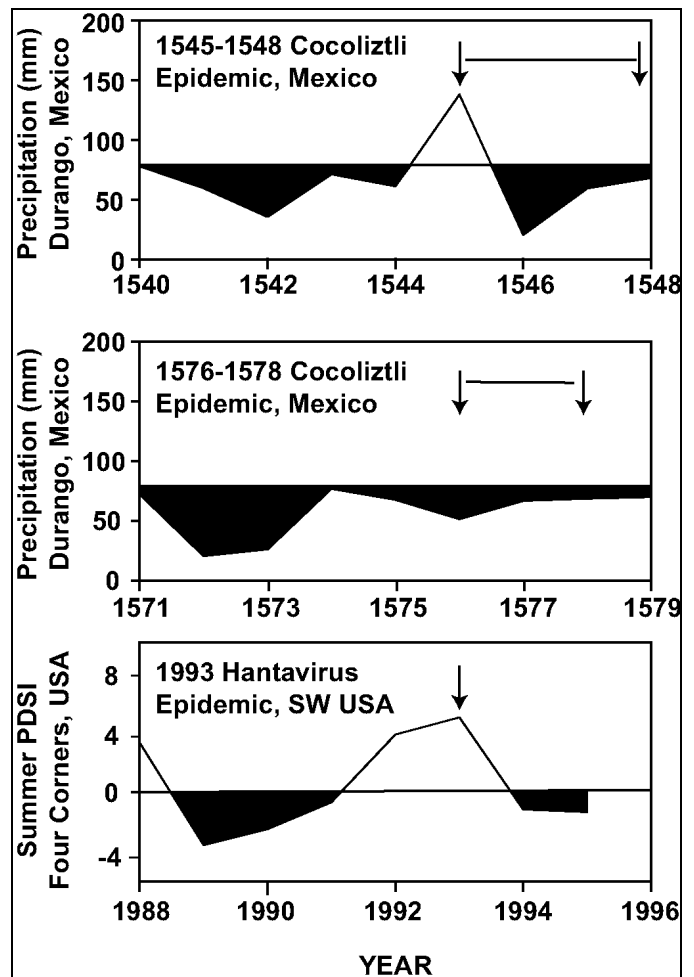 Precipitation (mm)
Durango, Mexico
200
150
100
50
0
1545-1548 Cocoliztli
Epidemic, Mexico
1540 1542 1544 1546 1548
Precipitation (mm)
Durango, Mexico
200
150
100
50
0
1576-1578 Cocoliztli
Epidemic, Mexico
1571 1573 1575 1577 1579
Summer PDSI
Four Corners, USA
8
4
0
-4
1993 Hantavirus
Epidemic, SW USA
1988 1990 1992 1994 1996
YEAR